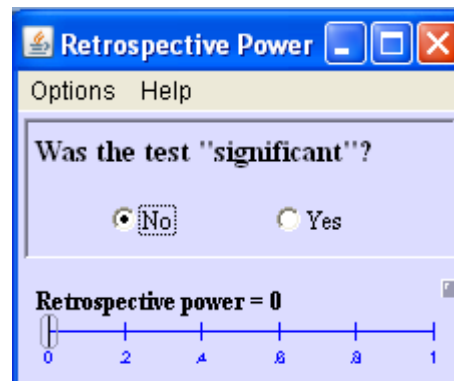 Retrospective Power
Options Help
Was the test "significant"?
No Yes
Retrospective power = 0
0 .2 .4 .6 .8 1